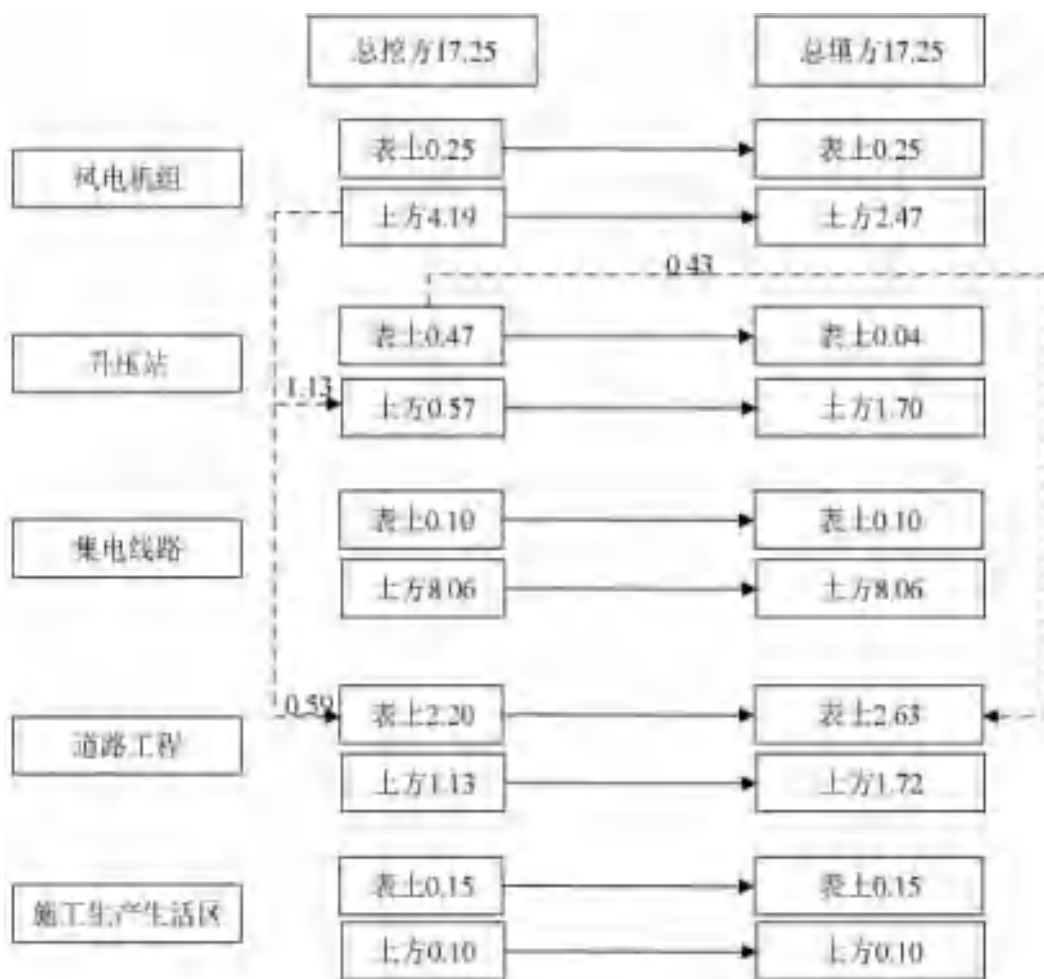 总挖方17.25
总填方17.25
风电机组
表土0.25
表土0.25
土方4.19
土方2.47
0.43
升压站
表土0.47
表土0.04
1.13
土方0.57
土方1.70
集电线路
表土0.10
表土0.10
土方8.06
土方8.06
道路工程
0.59
表土2.20
表土2.63
土方1.13
土方1.72
施工生产生活区
表土0.15
表土0.15
土方0.10
土方0.10